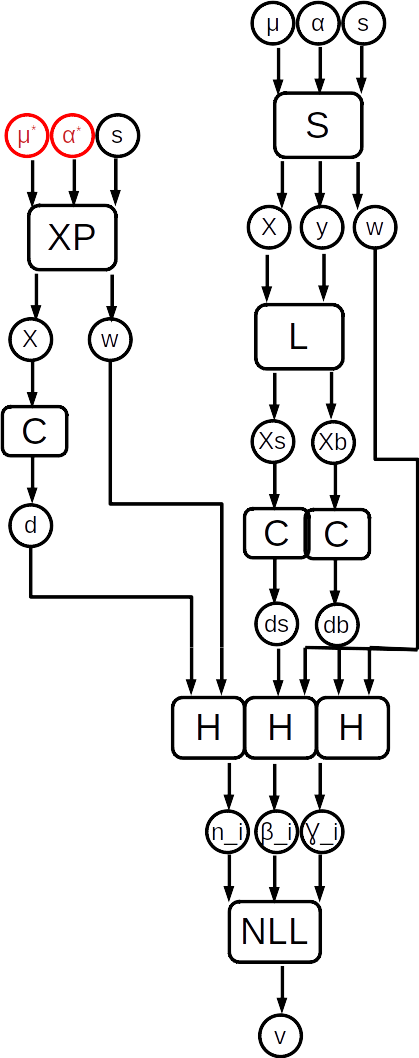 μ α s
S
μ* α* s
XP
X y w
X w
L
C
Xs Xb
d
C C
ds db
H H H
n_i β_i γ_i
NLL
v